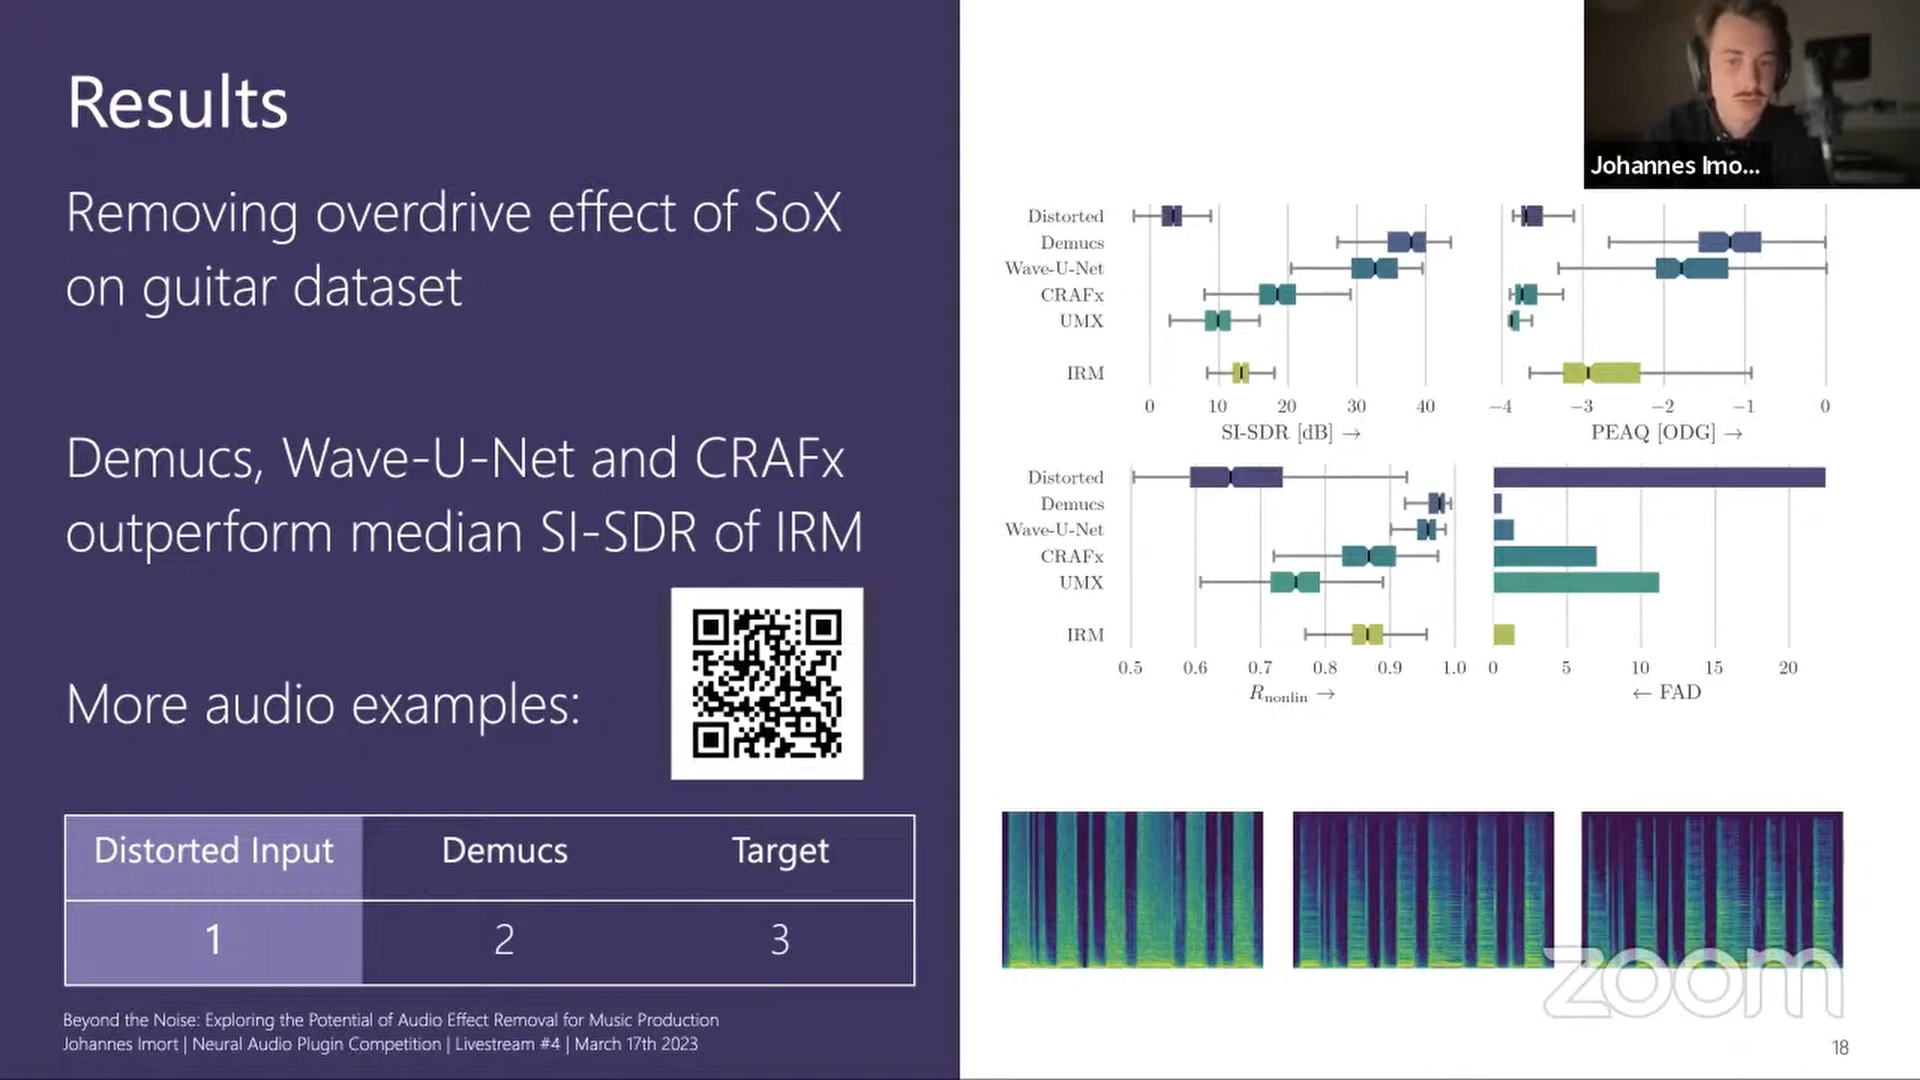 Results
Removing overdrive effect of SoX
on guitar dataset
Demucs, Wave-U-Net and CRAFx
outperform median SI-SDR of IRM
More audio examples:
Distorted Input Demucs Target
1 2 3
Beyond the Noise: Exploring the Potential of Audio Effect Removal for Music Production
Johannes Imort | Neural Audio Plugin Competition | Livestream #4 | March 17th 2023
Johannes Imo...
Distorted
Demucs
Wave-U-Net
CRAFx
UMX
IRM
0 10 20 30 40
SI-SDR [dB] →
−4 −3 −2 −1 0
PEAQ [ODG] →
Distorted
Demucs
Wave-U-Net
CRAFx
UMX
IRM
0.5 0.6 0.7 0.8 0.9 1.0
Rnonlin →
0 5 10 15 20
← FAD
zoom
18